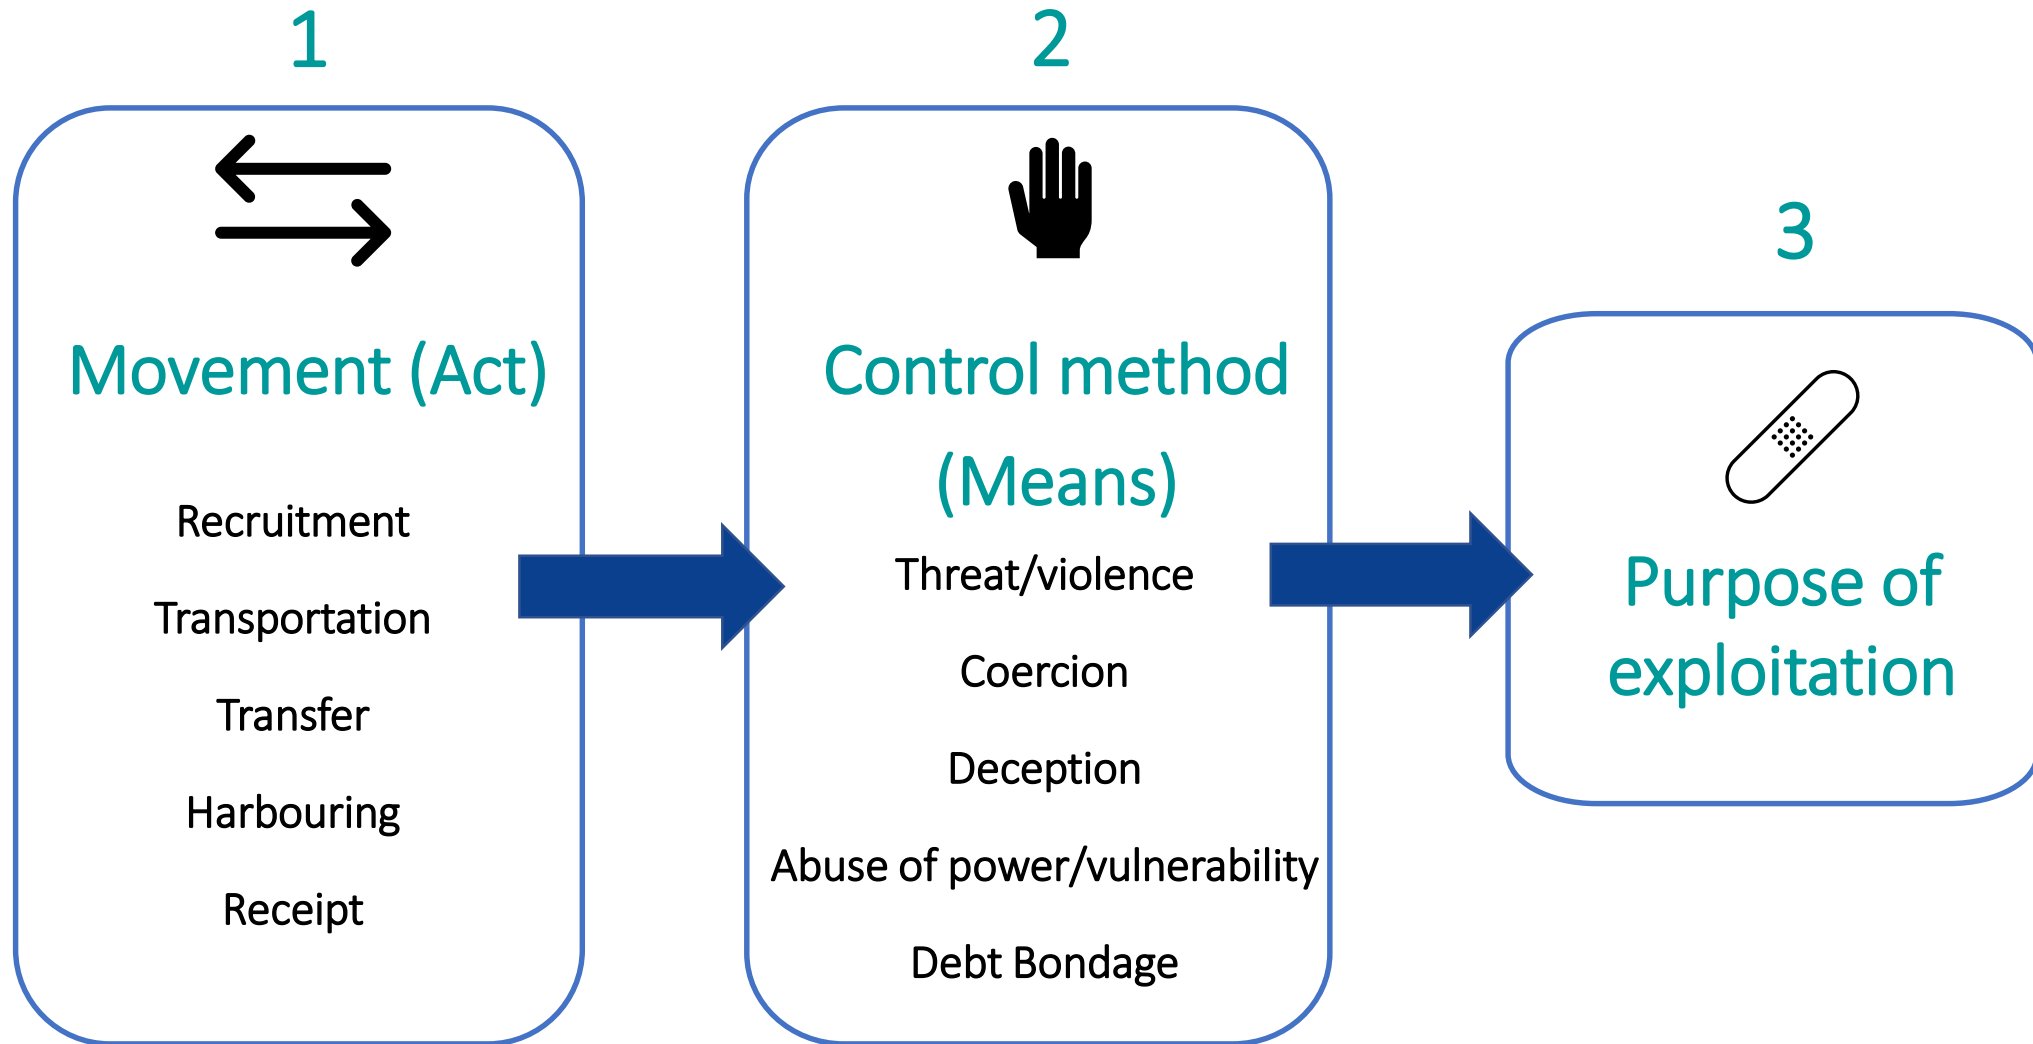 1
Movement (Act)
Recruitment
Transportation
Transfer
Harbouring
Receipt
2
Control method
(Means)
Threat/violence
Coercion
Deception
Abuse of power/vulnerability
Debt Bondage
3
Purpose of
exploitation